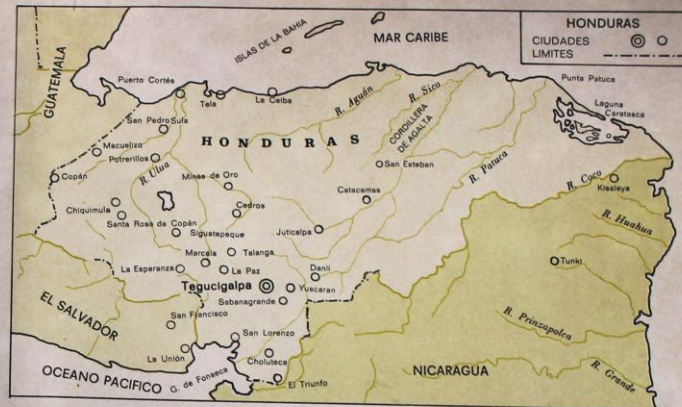 HONDURAS
CIUDADES
LIMITES
ISLAS DE LA BAHIA
MAR CARIBE
GUATEMALA
Puerto Cortés
Tela
La Ceiba
Punta Patuca
Laguna
Caratasca
R. Aguán
R. Sico
CORDILLERA
DE AGALTA
San Pedro Sula
HONDURAS
Macuelizo
Potrerillos
R. Ulua
Copán
Minas de Oro
San Esteban
R. Patuca
R. Coco
Kisalaya
Catacamas
Chiquimula
Santa Rosa de Copán
Cedros
R. Huahua
Siguatepeque
Juticalpa
Marcala
Talanga
La Esperanza
La Paz
Danli
Tunki
Tegucigalpa
Yuscaran
Sabanagrande
EL SALVADOR
San Francisco
R. Prinzapolca
San Lorenzo
La Unión
Choluteca
OCEANO PACIFICO
G. de Fonseca
El Triunfo
NICARAGUA
R. Grande